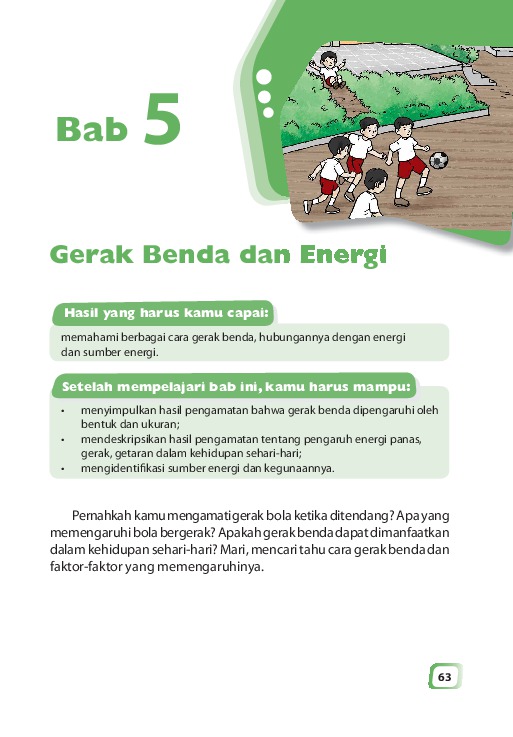 Bab 5
Gerak Benda dan Energi
Hasil yang harus kamu capai:
memahami berbagai cara gerak benda, hubungannya dengan energi
dan sumber energi.
Setelah mempelajari bab ini, kamu harus mampu:
• menyimpulkan hasil pengamatan bahwa gerak benda dipengaruhi oleh
bentuk dan ukuran;
• mendeskripsikan hasil pengamatan tentang pengaruh energi panas,
gerak, getaran dalam kehidupan sehari-hari;
• mengidentifikasi sumber energi dan kegunaannya.
Pernahkah kamu mengamati gerak bola ketika ditendang? Apa yang
memengaruhi bola bergerak? Apakah gerak benda dapat dimanfaatkan
dalam kehidupan sehari-hari? Mari, mencari tahu cara gerak benda dan
faktor-faktor yang memengaruhinya.
63